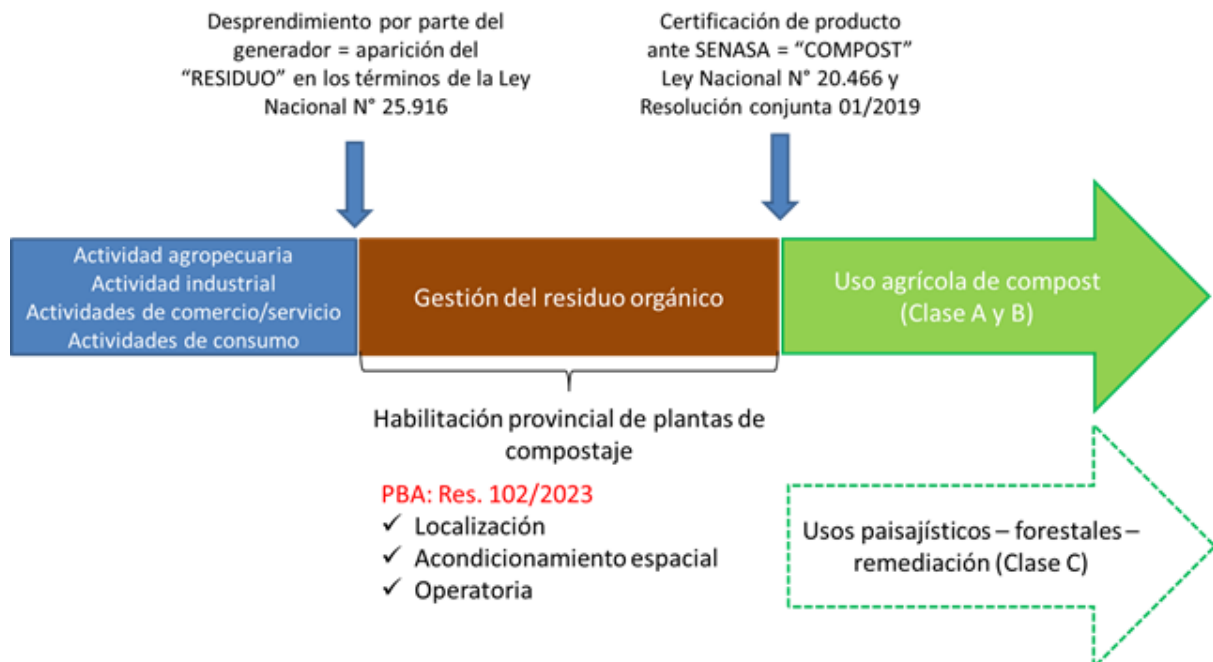 Desprendimiento por parte del
generador = aparición del
“RESIDUO” en los términos de la Ley
Nacional N° 25.916
Certificación de producto
ante SENASA = “COMPOST”
Ley Nacional N° 20.466 y
Resolución conjunta 01/2019
Actividad agropecuaria
Actividad industrial
Actividades de comercio/servicio
Actividades de consumo
Gestión del residuo orgánico
Uso agrícola de compost
(Clase A y B)
Habilitación provincial de plantas de
compostaje
PBA: Res. 102/2023
✓ Localización
✓ Acondicionamiento espacial
✓ Operatoria
Usos paisajísticos – forestales –
remediación (Clase C)